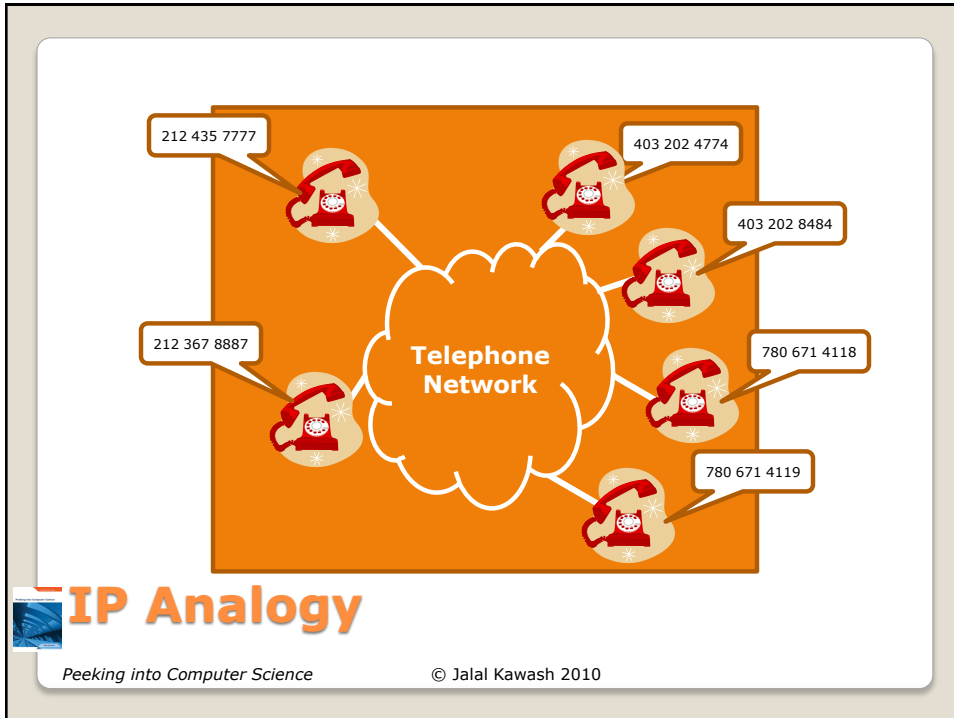 212 435 7777
403 202 4774
403 202 8484
212 367 8887
Telephone
Network
780 671 4118
780 671 4119
IP Analogy
Peeking into Computer Science
© Jalal Kawash 2010